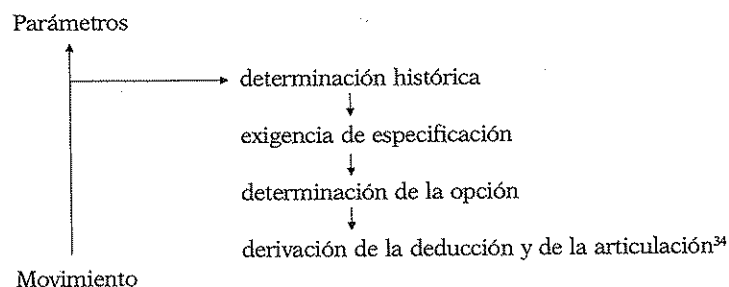 Parámetros
determinación histórica
exigencia de especificación
determinación de la opción
derivación de la deducción y de la articulación³⁴
Movimiento